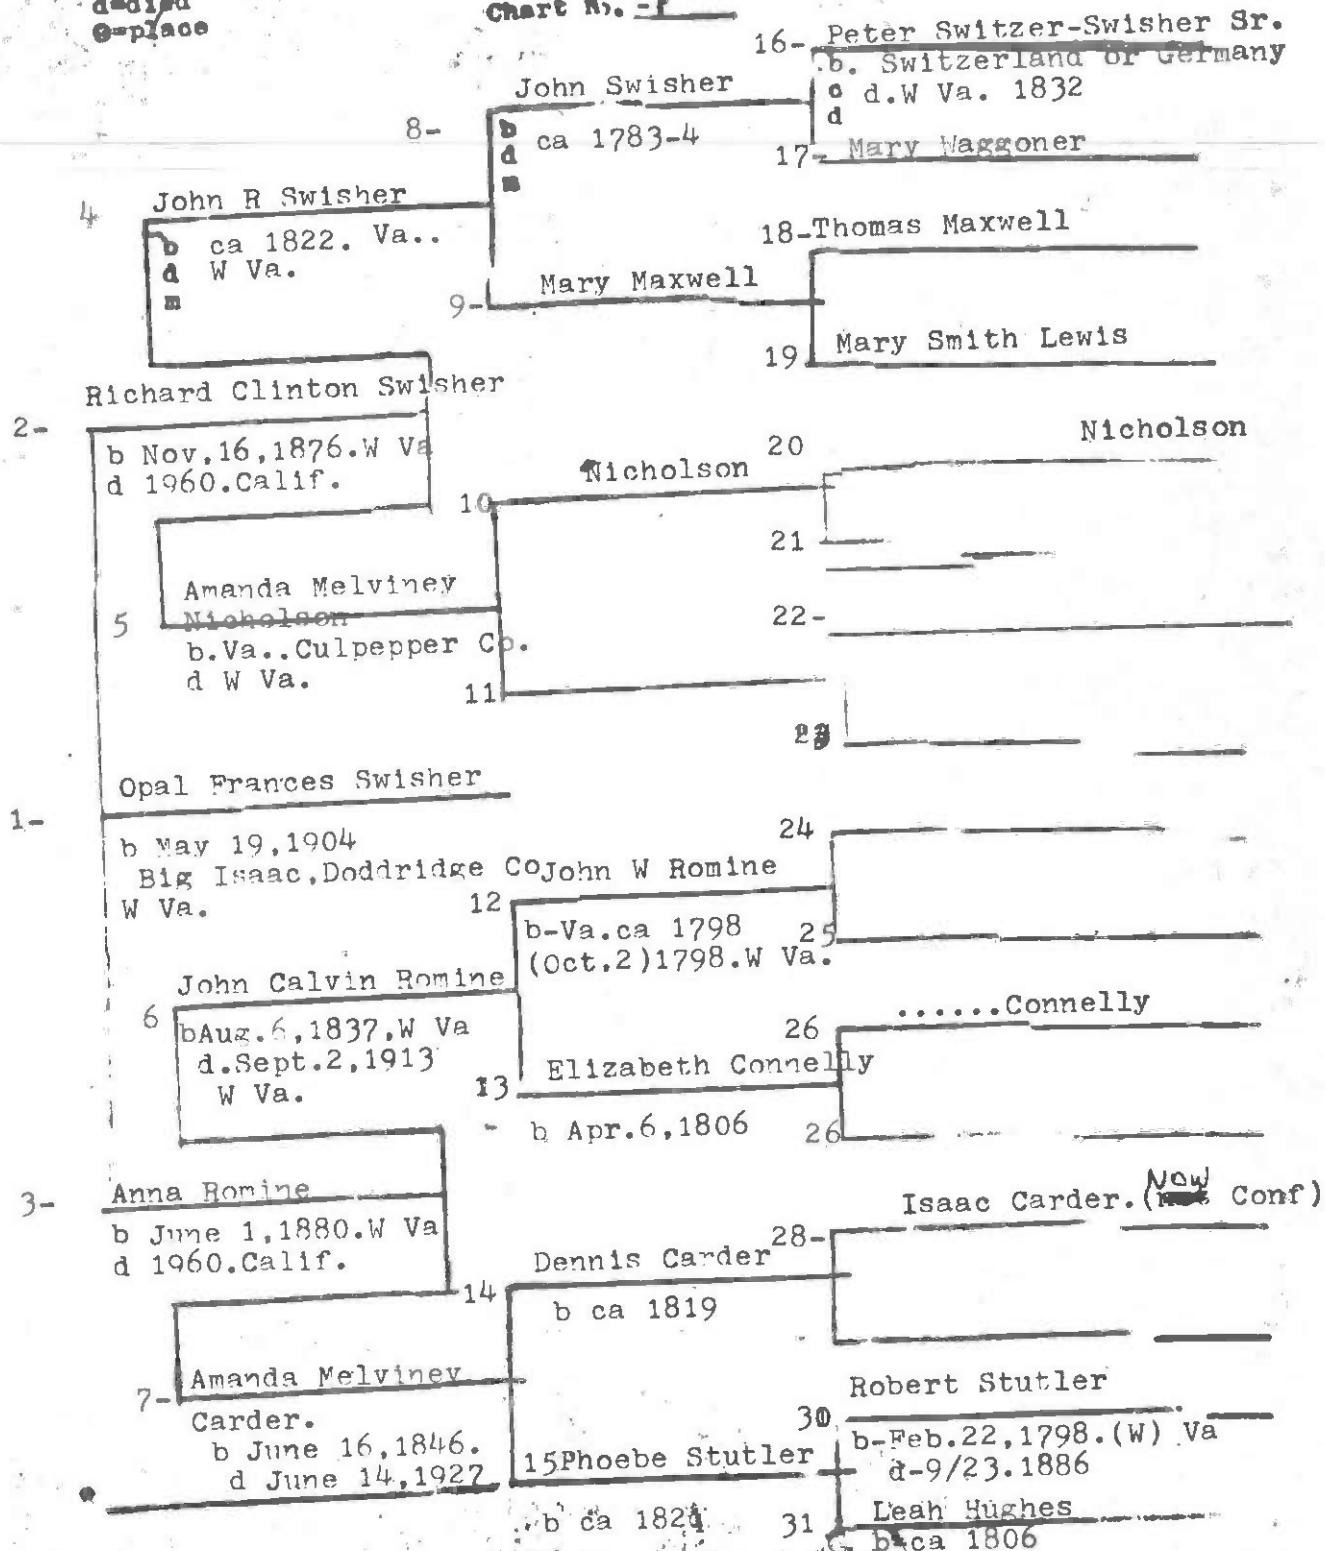 d=died
@=place
Chart No.
16- Peter Switzer-Swisher Sr.
b. Switzerland or Germany
d.W Va. 1832
c
d
17- Mary Waggoner
John Swisher
8-
b ca 1783-4
d
m
John R Swisher
4
b ca 1822. Va..
d W Va.
m
18-Thomas Maxwell
9- Mary Maxwell
19 Mary Smith Lewis
Richard Clinton Swisher
2-
b Nov.16,1876.W Va
d 1960.Calif.
20 Nicholson
Nicholson
10
21
Amanda Melviney
5 Nicholson
b.Va..Culpepper Co.
d W Va.
22-
11
23
Opal Frances Swisher
1-
b May 19,1904
Big Isaac,Doddridge Co
W Va.
24
John W Romine
12
b-Va.ca 1798
(Oct.2)1798.W Va.
25
John Calvin Romine
6
bAug.6,1837,W Va
d.Sept.2,1913
W Va.
......Connelly
26
Elizabeth Connelly
13
b Apr.6,1806
26
3- Anna Romine
b June 1,1880.W Va
d 1960.Calif.
Isaac Carder.(Now Conf)
28-
Dennis Carder
14
b ca 1819
7- Amanda Melviney
Carder.
b June 16,1846.
d June 14,1927
Robert Stutler
30
b-Feb.22,1798.(W) Va
d-9/23.1886
15Phoebe Stutler
b ca 182
31 Leah Hughes
b ca 1806